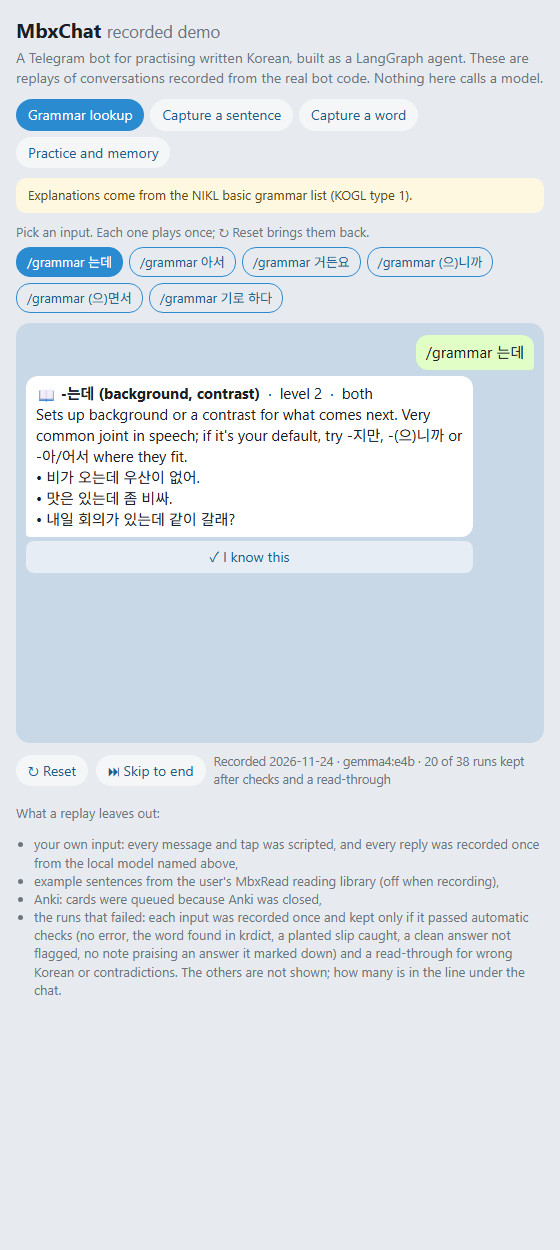 MbxChat recorded demo
A Telegram bot for practising written Korean, built as a LangGraph agent. These are
replays of conversations recorded from the real bot code. Nothing here calls a model.
Grammar lookup
Capture a sentence
Capture a word
Practice and memory
Explanations come from the NIKL basic grammar list (KOGL type 1).
Pick an input. Each one plays once; ↻ Reset brings them back.
/grammar 는데
/grammar 아서
/grammar 거든요
/grammar (으)니까
/grammar (으)면서
/grammar 기로 하다
/grammar 는데
📖 -는데 (background, contrast) · level 2 · both
Sets up background or a contrast for what comes next. Very
common joint in speech; if it's your default, try -지만, -(으)니까 or
-아/어서 where they fit.
• 비가 오는데 우산이 없어.
• 맛은 있는데 좀 비싸.
• 내일 회의가 있는데 같이 갈래?
✓ I know this
↻ Reset
⏭ Skip to end
Recorded 2026-11-24 · gemma4:e4b · 20 of 38 runs kept
after checks and a read-through
What a replay leaves out:
• your own input: every message and tap was scripted, and every reply was recorded once
from the local model named above,
• example sentences from the user's MbxRead reading library (off when recording),
• Anki: cards were queued because Anki was closed,
• the runs that failed: each input was recorded once and kept only if it passed automatic
checks (no error, the word found in krdict, a planted slip caught, a clean answer not
flagged, no note praising an answer it marked down) and a read-through for wrong
Korean or contradictions. The others are not shown; how many is in the line under the
chat.